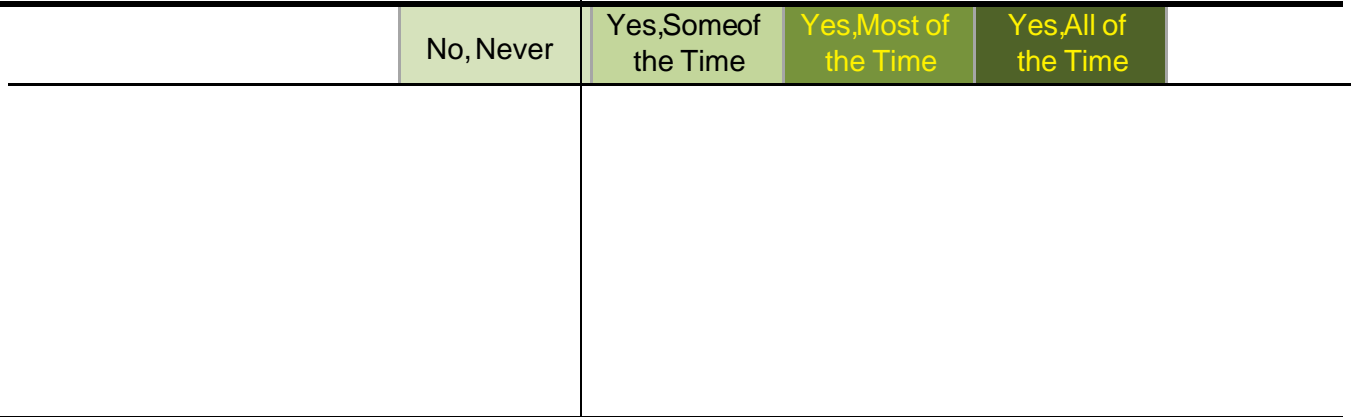 No, Never
Yes,Someof
the Time
Yes,Most of
the Time
Yes,All of
the Time